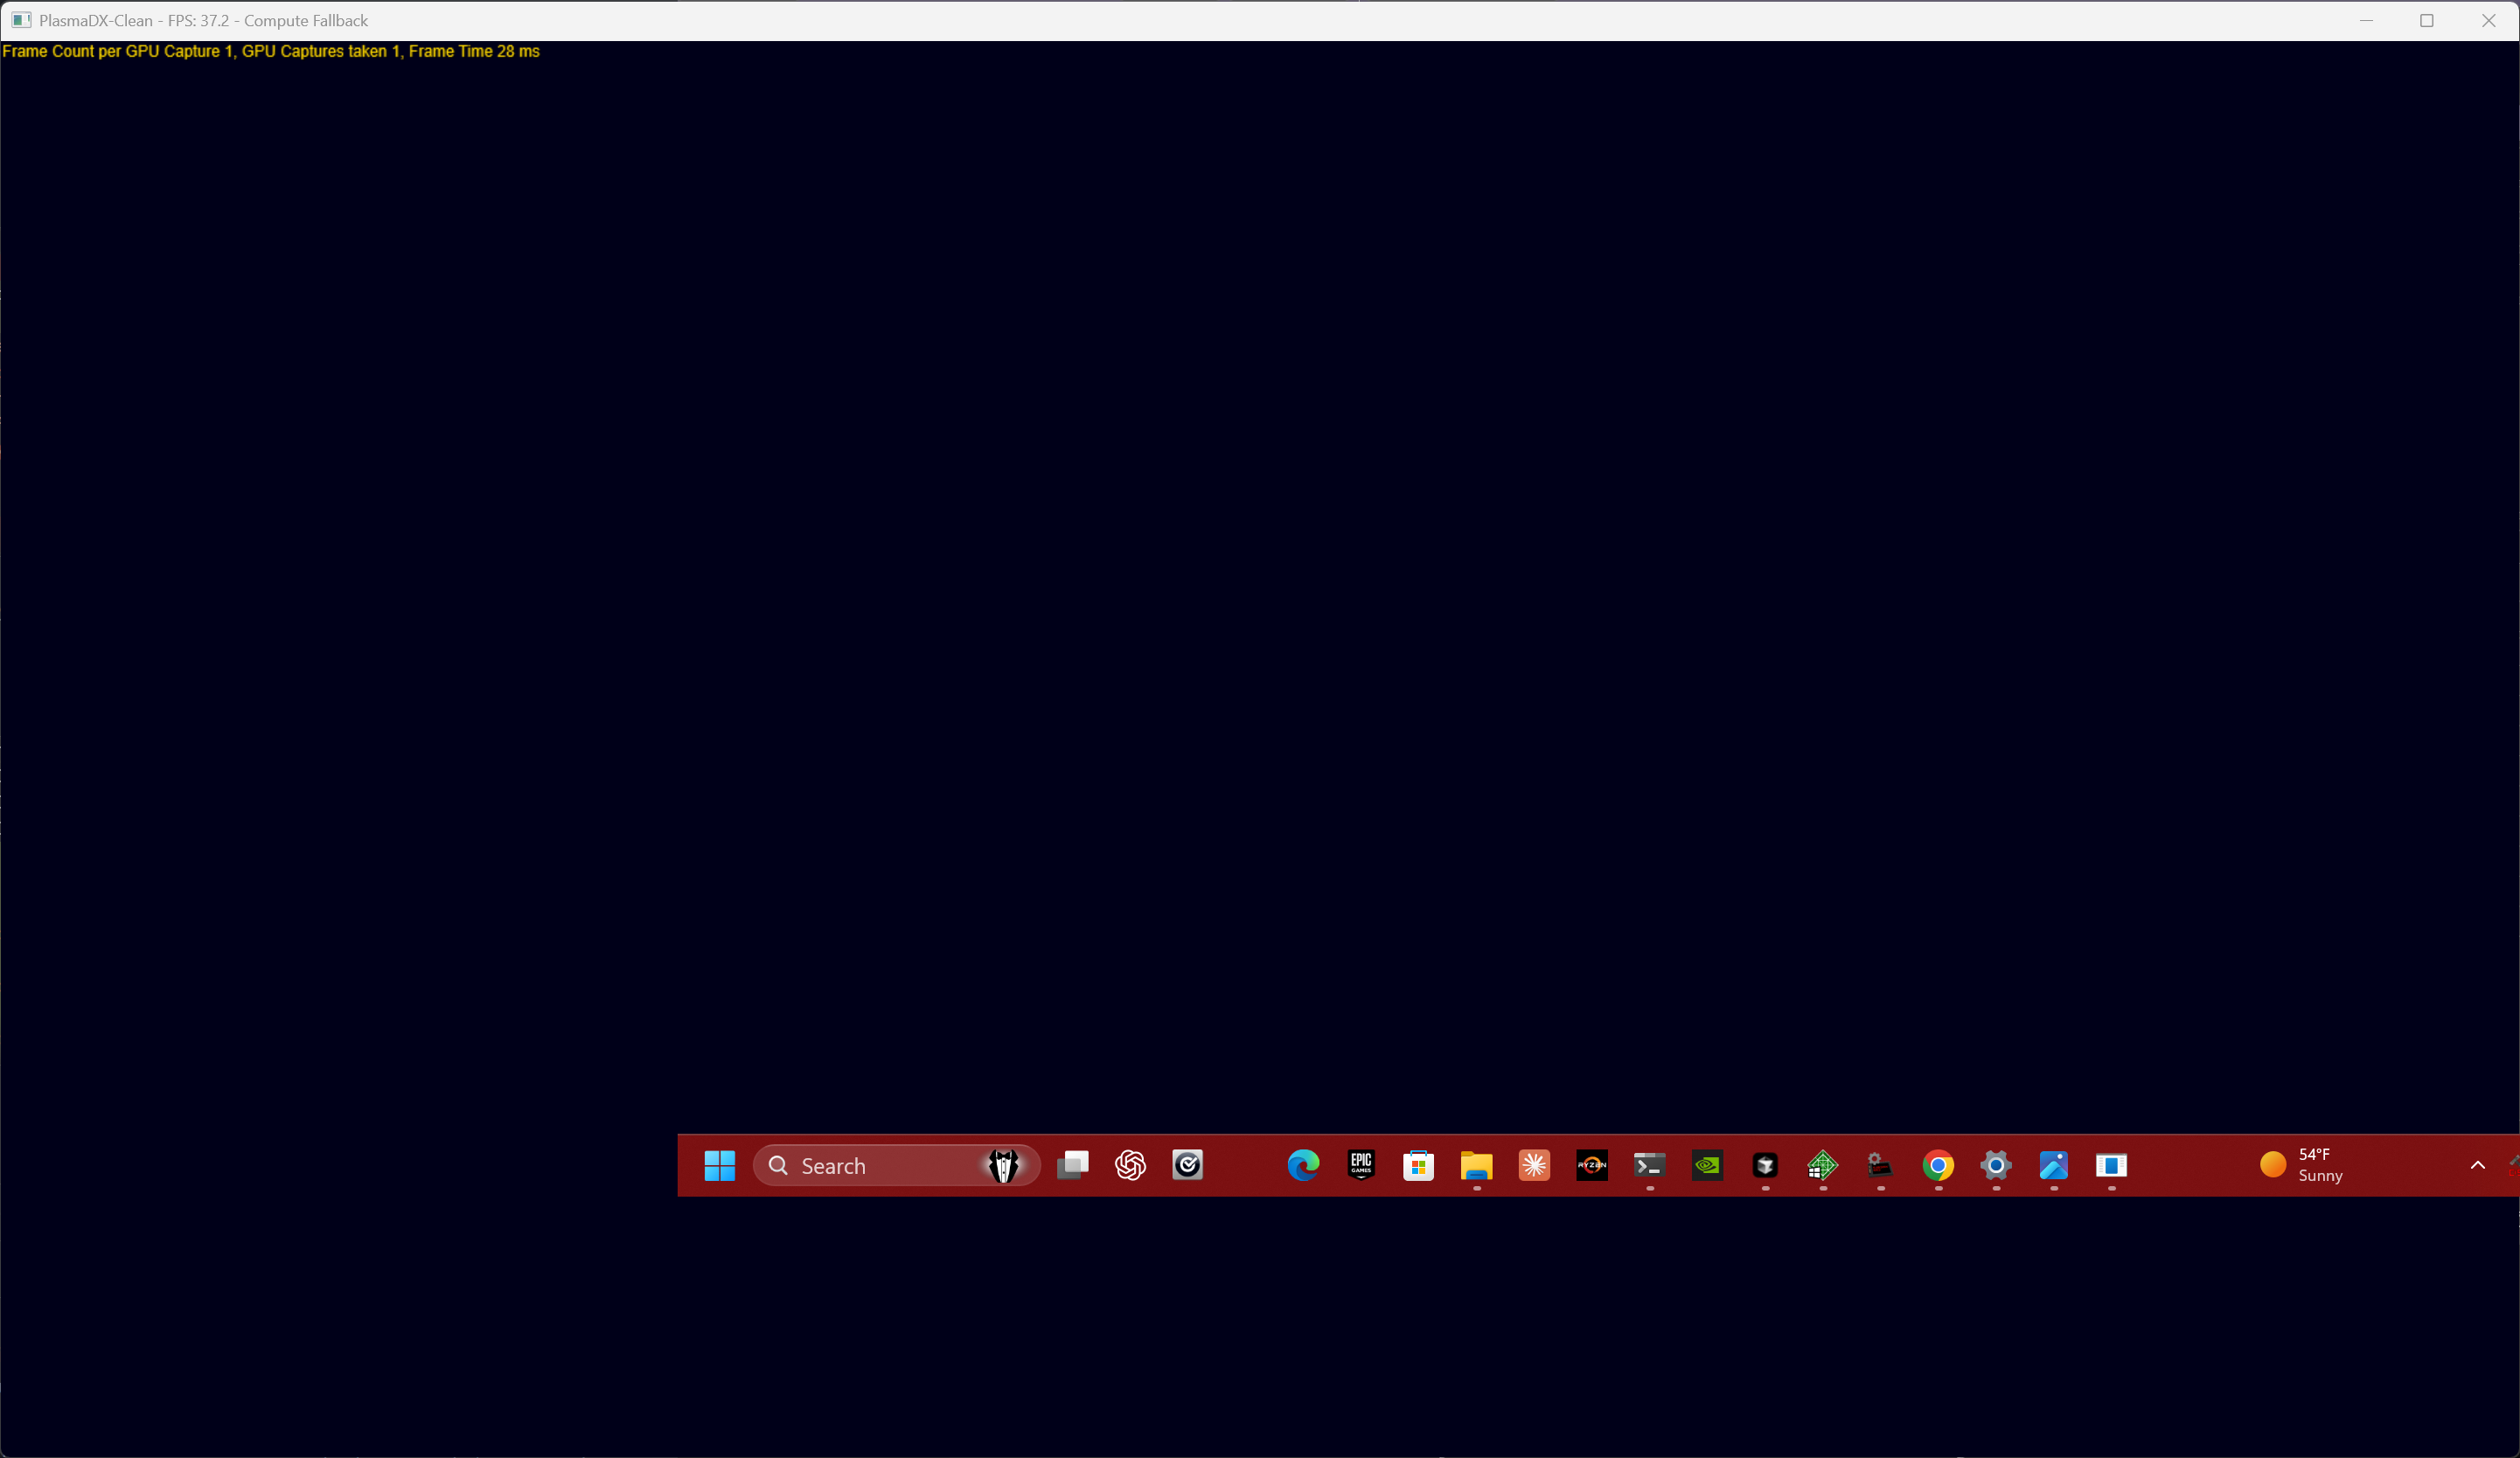 PlasmaDX-Clean - FPS: 37.2 - Compute Fallback
Frame Count per GPU Capture 1, GPU Captures taken 1, Frame Time 28 ms
Search
EPIC
GAMES
RYZEN
54°F
Sunny